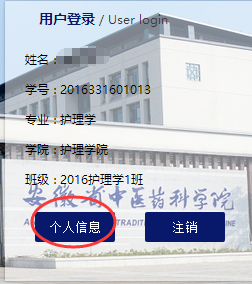 用户登录 / User login
姓名：
学号：2016331601013
专业：护理学
学院：护理学院
班级：2016护理学1班
安徽省中医药科学院
个人信息 注销